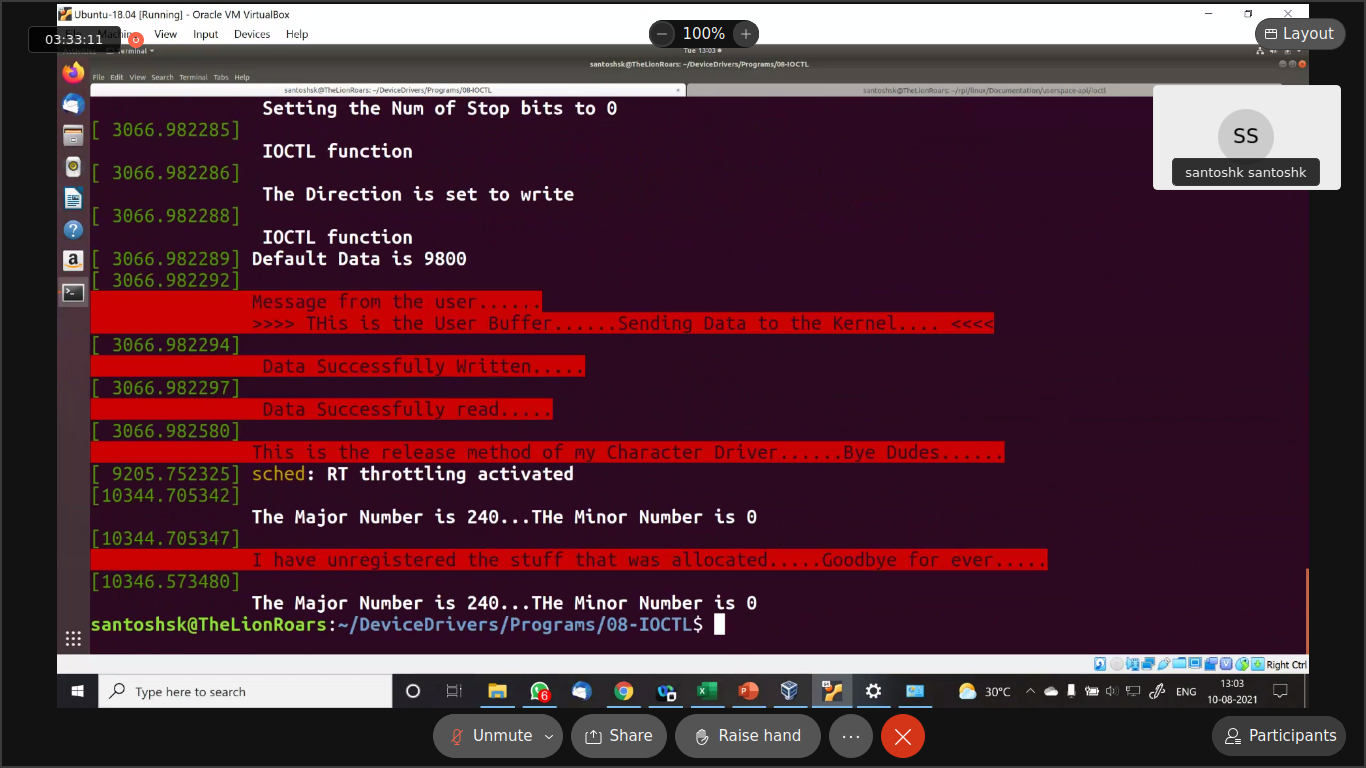 Ubuntu-18.04 [Running] - Oracle VM VirtualBox
03:33:11
View Input Devices Help
100%
Layout
Tue 13:03
santoshsk@TheLionRoars: ~/DeviceDrivers/Programs/08-IOCTL
File Edit View Search Terminal Tabs Help
santoshsk@TheLionRoars: ~/DeviceDrivers/Programs/08-IOCTL
santoshsk@TheLionRoars: ~/rpi/linux/Documentation/userspace-api/ioctl
SS
santoshk santoshk
Setting the Num of Stop bits to 0
[ 3066.982285]
IOCTL function
[ 3066.982286]
The Direction is set to write
[ 3066.982288]
IOCTL function
[ 3066.982289] Default Data is 9800
[ 3066.982292]
Message from the user......
>>>> THis is the User Buffer......Sending Data to the Kernel.... <<<<
[ 3066.982294]
Data Successfully Written.....
[ 3066.982297]
Data Successfully read.....
[ 3066.982580]
This is the release method of my Character Driver......Bye Dudes......
[ 9205.752325] sched: RT throttling activated
[10344.705342]
The Major Number is 240...THe Minor Number is 0
[10344.705347]
I have unregistered the stuff that was allocated.....Goodbye for ever.....
[10346.573480]
The Major Number is 240...THe Minor Number is 0
santoshsk@TheLionRoars:~/DeviceDrivers/Programs/08-IOCTL$
Right Ctrl
Type here to search
6
30°C
ENG
13:03
10-08-2021
Unmute
Share
Raise hand
Participants